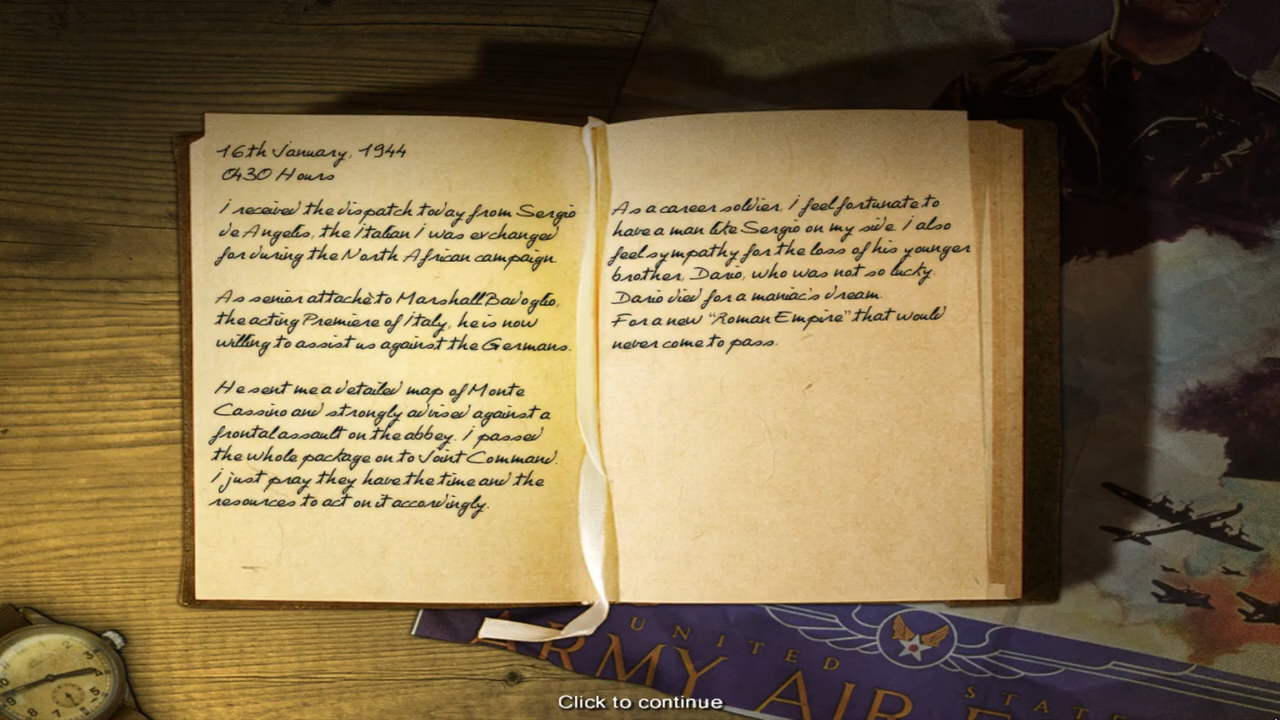 16th January, 1944
0430 Hours
I received the dispatch today from Sergio
de Angelis, the Italian I was exchanged
for during the North African campaign.
As senior attachè to Marshall Badoglio,
the acting Premiere of Italy, he is now
willing to assist us against the Germans.
He sent me a detailed map of Monte
Cassino and strongly advised against a
frontal assault on the abbey. I passed
the whole package on to Joint Command.
I just pray they have the time and the
resources to act on it accordingly.
As a career soldier, I feel fortunate to
have a man like Sergio on my side. I also
feel sympathy for the loss of his younger
brother, Dario, who was not so lucky.
Dario died for a maniac's dream.
For a new "Roman Empire" that would
never come to pass.
UNITED STATE
ARMY AIR F
Click to continue